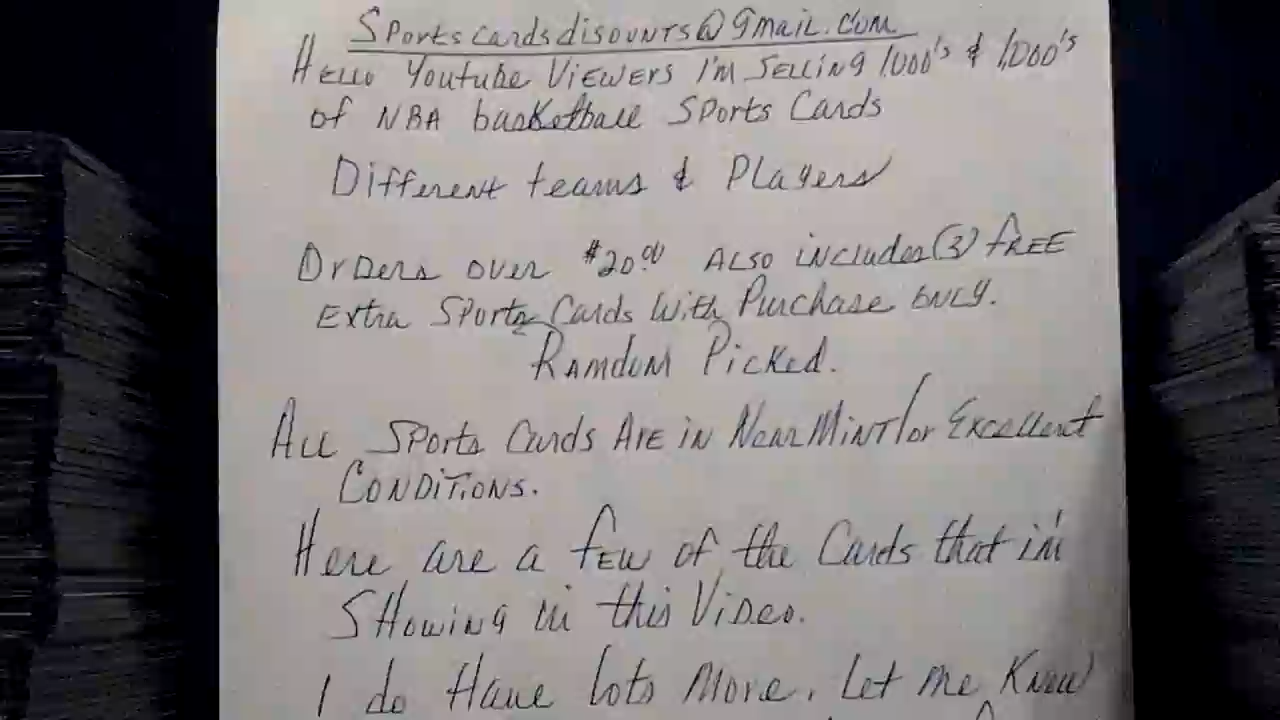 Sportscardsdisounts@gmail.com
Hello Youtube Viewers I'm Selling 1,000's & 1,000's
of NBA basketball Sports Cards
Different teams & Players
Orders over $20.00 Also includes (3) FREE
Extra Sports Cards With Purchase only.
Ramdom Picked.
All Sports Cards Are in Near Mint/or Excellent
Conditions.
Here are a few of the Cards that i'm
Showing in this Video.
I do Have lots More. Let me Know